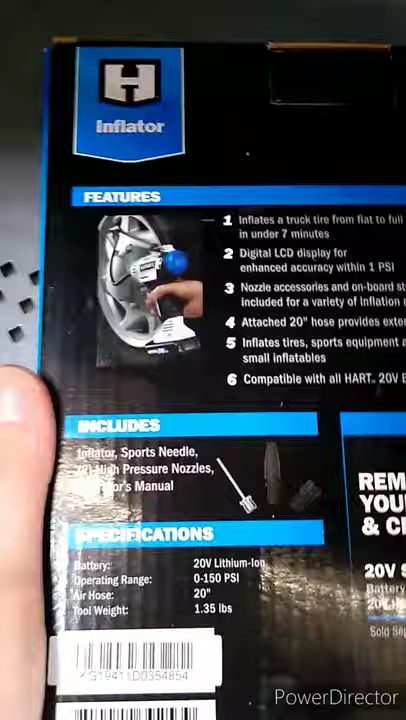 H
Inflator
FEATURES
1 Inflates a truck tire from flat to full
in under 7 minutes
2 Digital LCD display for
enhanced accuracy within 1 PSI
3 Nozzle accessories and on-board
included for a variety of inflation
4 Attached 20" hose provides
5 Inflates tires, sports equipment
small inflatables
6 Compatible with all HART™ 20V
INCLUDES
Inflator, Sports Needle,
(2) High Pressure Nozzles,
Manual
SPECIFICATIONS
Battery: 20V Lithium-Ion
Operating Range: 0-150 PSI
Air Hose: 20"
Tool Weight: 1.35 lbs
REM
YOU
& C
20V
Battery
Sold
PowerDirector